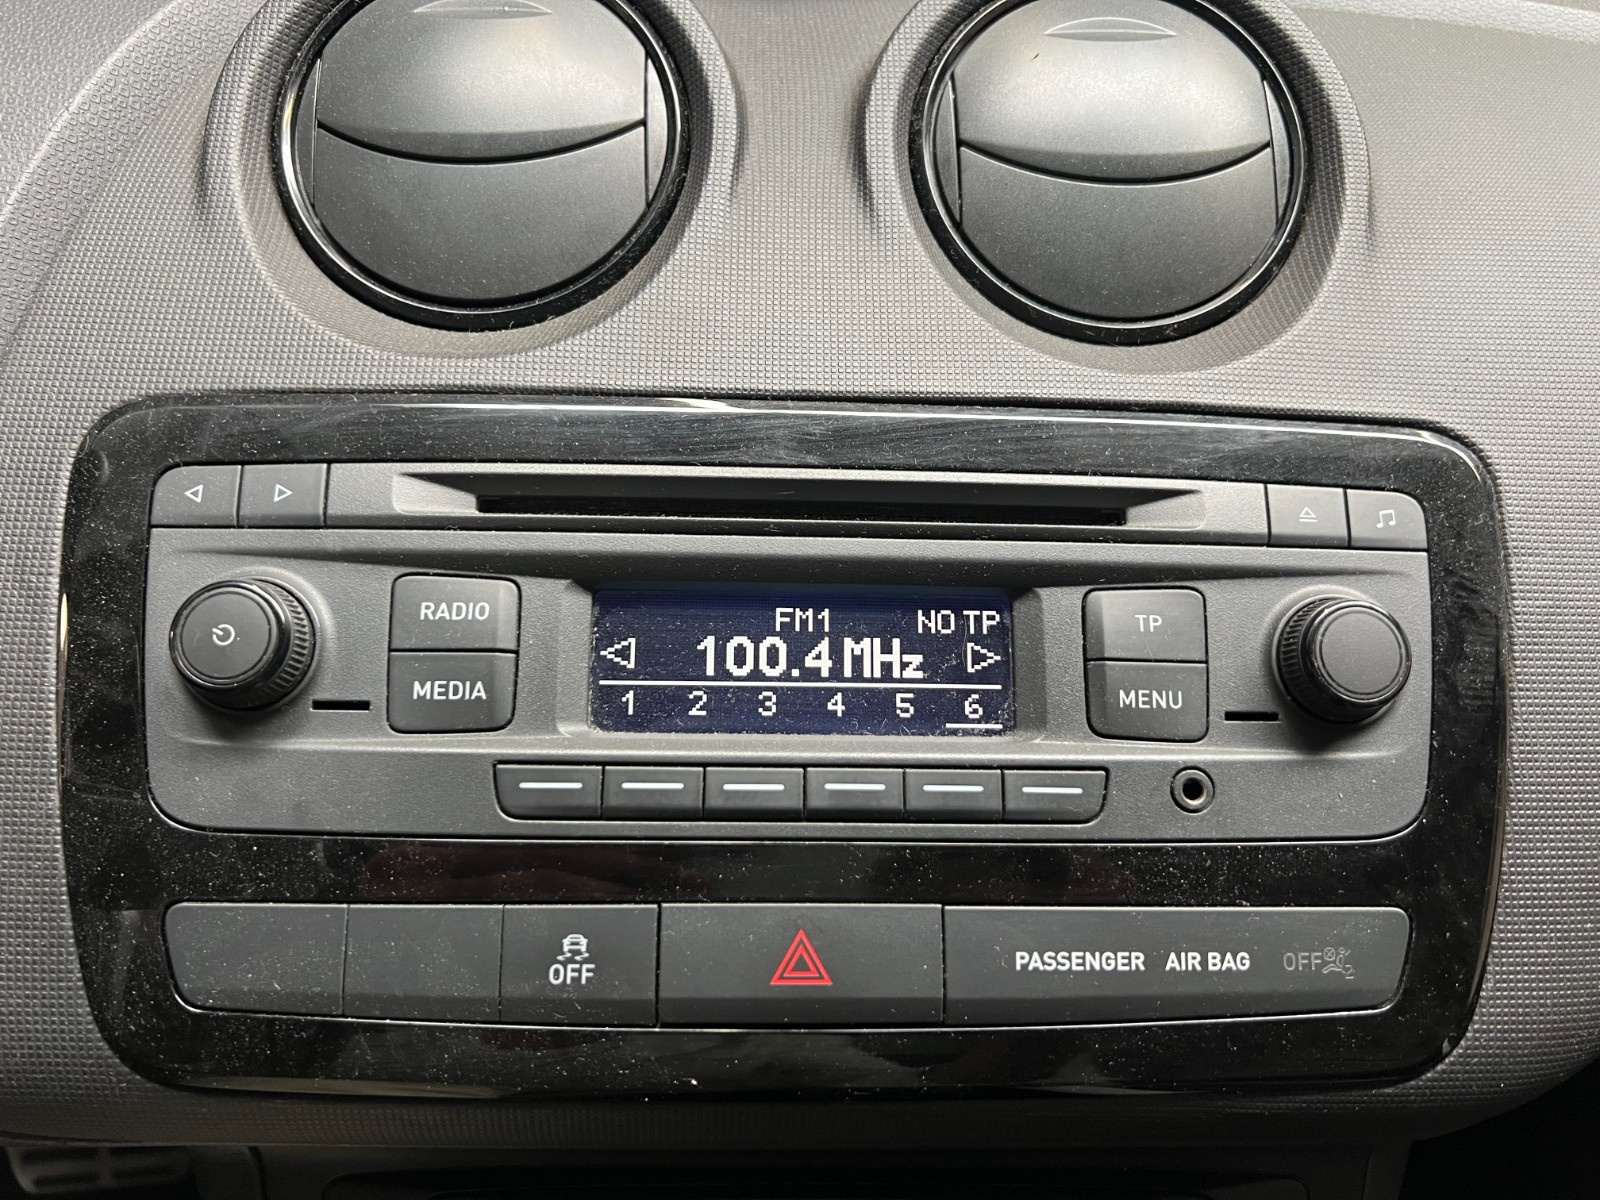 RADIO
MEDIA
FM1 NO TP
100.4 MHz
1 2 3 4 5 6
TP
MENU
OFF
PASSENGER AIR BAG OFF 2